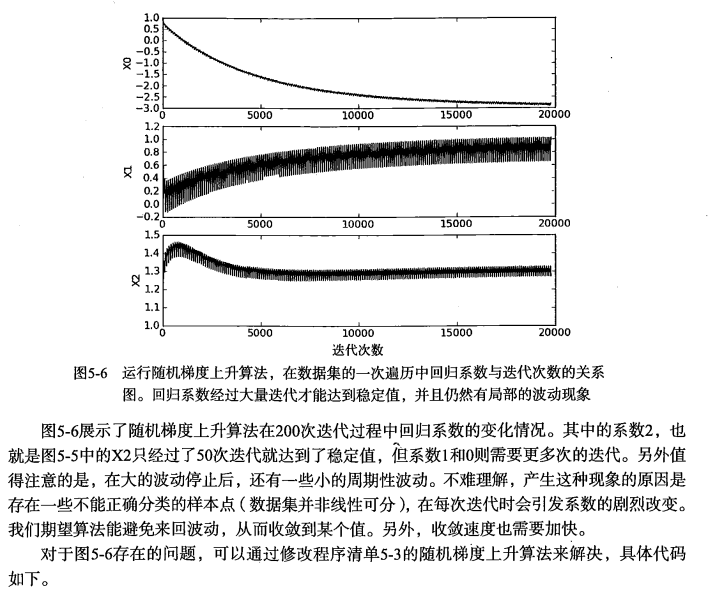 1.0
0.5
0.0
-0.5
-1.0
-1.5
-2.0
-2.5
-3.0
X0
0 5000 10000 15000 20000
1.2
1.0
0.8
0.6
0.4
0.2
0.0
-0.2
X1
0 5000 10000 15000 20000
1.5
1.4
1.3
1.2
1.1
1.0
X2
0 5000 10000 15000 20000
迭代次数
图5-6 运行随机梯度上升算法，在数据集的一次遍历中回归系数与迭代次数的关系
图。回归系数经过大量迭代才能达到稳定值，并且仍然有局部的波动现象
图5-6展示了随机梯度上升算法在200次迭代过程中回归系数的变化情况。其中的系数2，也
就是图5-5中的X2只经过了50次迭代就达到了稳定值，但系数1和0则需要更多次的迭代。另外值
得注意的是，在大的波动停止后，还有一些小的周期性波动。不难理解，产生这种现象的原因是
存在一些不能正确分类的样本点（数据集并非线性可分），在每次迭代时会引发系数的剧烈改变。
我们期望算法能避免来回波动，从而收敛到某个值。另外，收敛速度也需要加快。
对于图5-6存在的问题，可以通过修改程序清单5-3的随机梯度上升算法来解决，具体代码
如下。